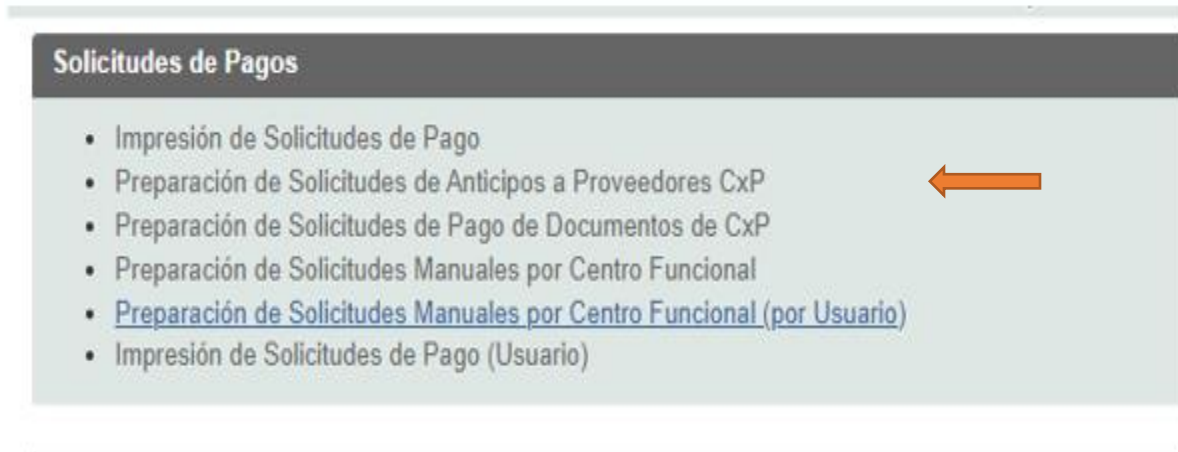 Solicitudes de Pagos
• Impresión de Solicitudes de Pago
• Preparación de Solicitudes de Anticipos a Proveedores CxP
• Preparación de Solicitudes de Pago de Documentos de CxP
• Preparación de Solicitudes Manuales por Centro Funcional
• Preparación de Solicitudes Manuales por Centro Funcional (por Usuario)
• Impresión de Solicitudes de Pago (Usuario)